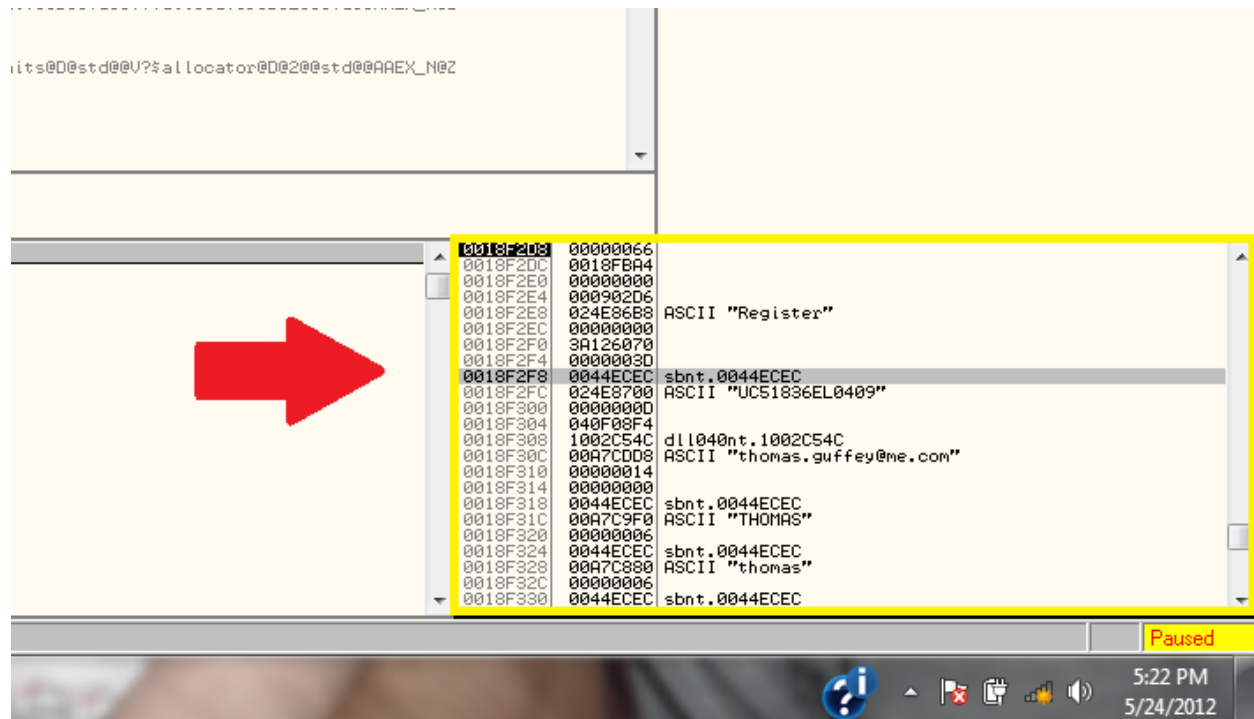 its@D@std@@V?$allocator@D@2@@std@@AAEX_N@Z
0018F2D8 00000066
0018F2DC 0018FBA4
0018F2E0 00000000
0018F2E4 000902D6
0018F2E8 024E86B8 ASCII "Register"
0018F2EC 00000000
0018F2F0 3A126070
0018F2F4 0000003D
0018F2F8 0044ECEC sbnt.0044ECEC
0018F2FC 024E8700 ASCII "UC51836EL0409"
0018F300 0000000D
0018F304 040F08F4
0018F308 1002C54C dll040nt.1002C54C
0018F30C 00A7CDD8 ASCII "thomas.guffey@me.com"
0018F310 00000014
0018F314 00000000
0018F318 0044ECEC sbnt.0044ECEC
0018F31C 00A7C9F0 ASCII "THOMAS"
0018F320 00000006
0018F324 0044ECEC sbnt.0044ECEC
0018F328 00A7C880 ASCII "thomas"
0018F32C 00000006
0018F330 0044ECEC sbnt.0044ECEC
Paused
5:22 PM
5/24/2012